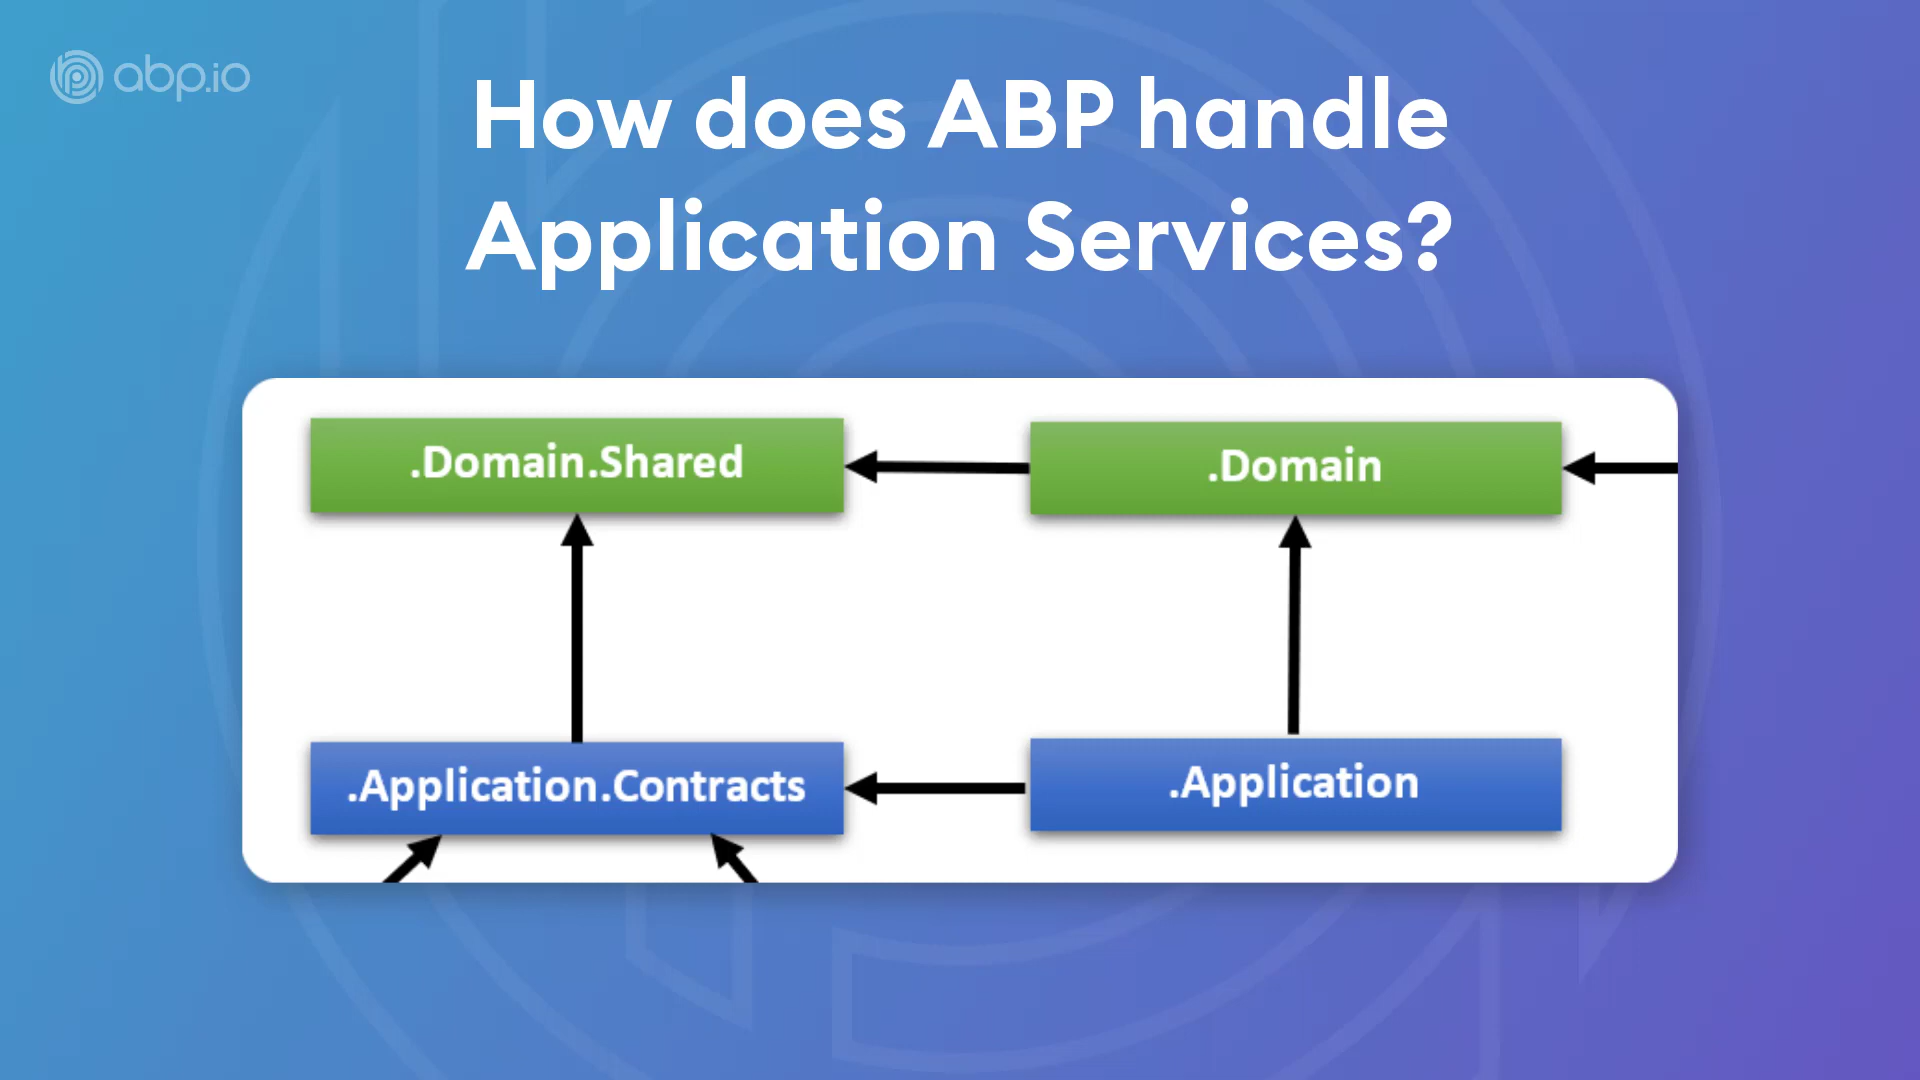 abp.io
How does ABP handle
Application Services?
.Domain.Shared
.Domain
.Application.Contracts
.Application